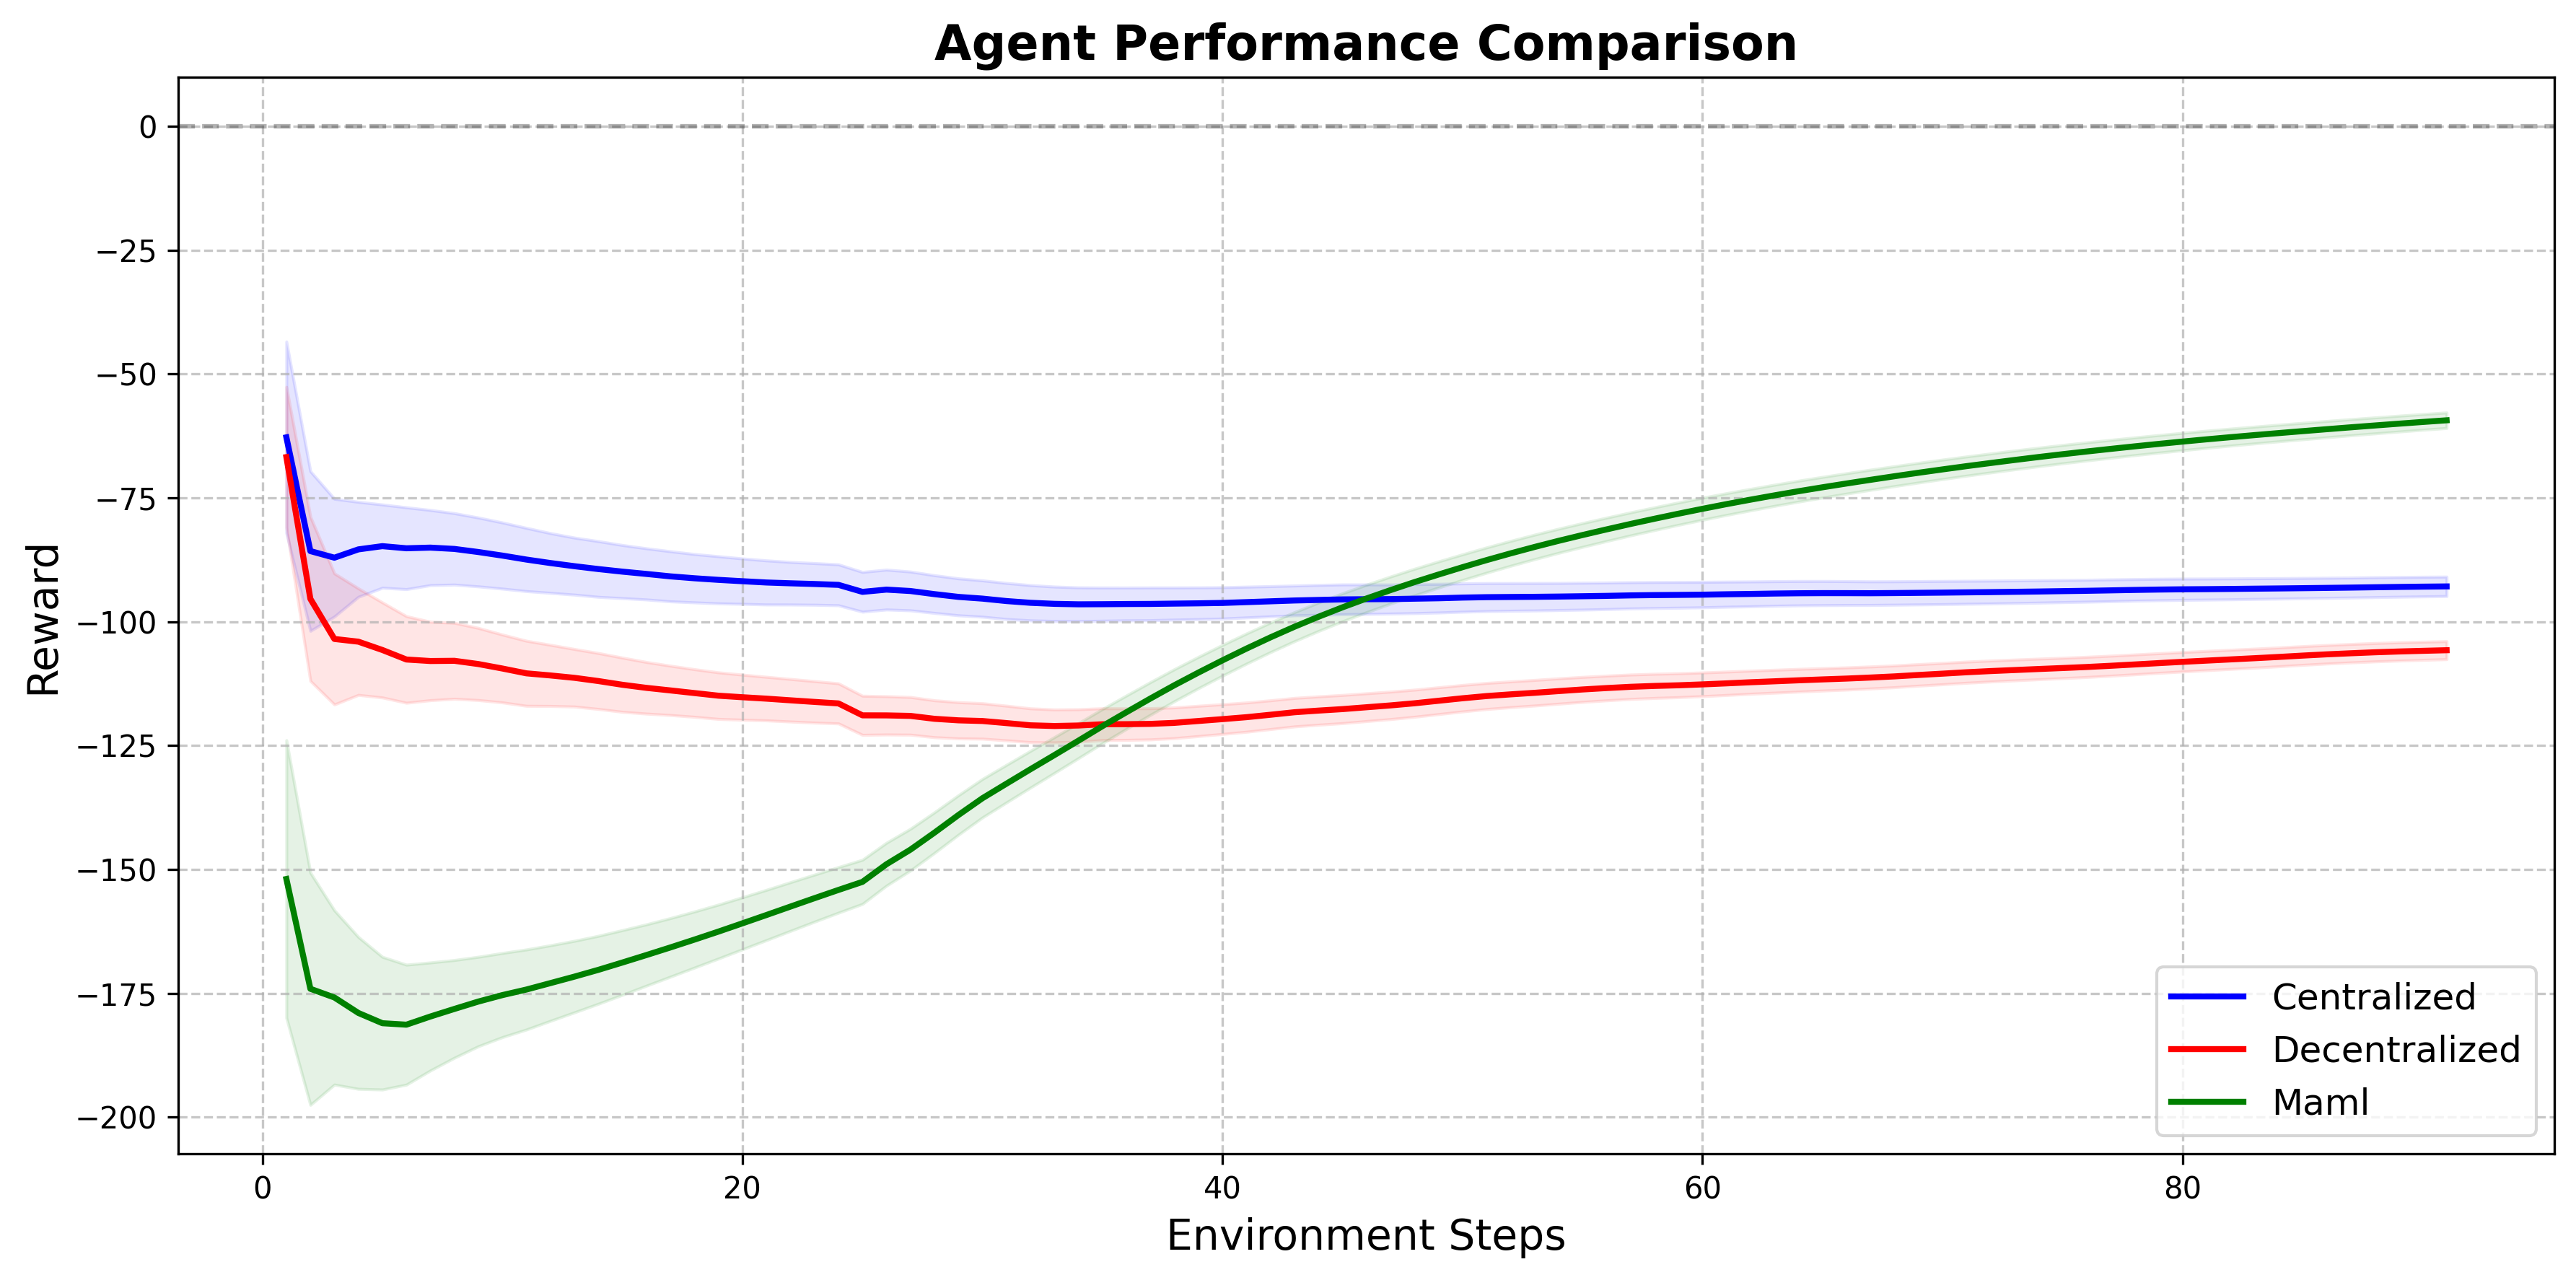 Agent Performance Comparison
0
−25
−50
−75
−100
−125
−150
−175
−200
Reward
0
20
40
60
80
Environment Steps
Centralized
Decentralized
Maml